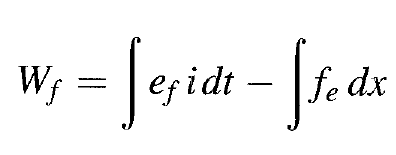 W_f = ∫ e_f i dt − ∫ f_e dx